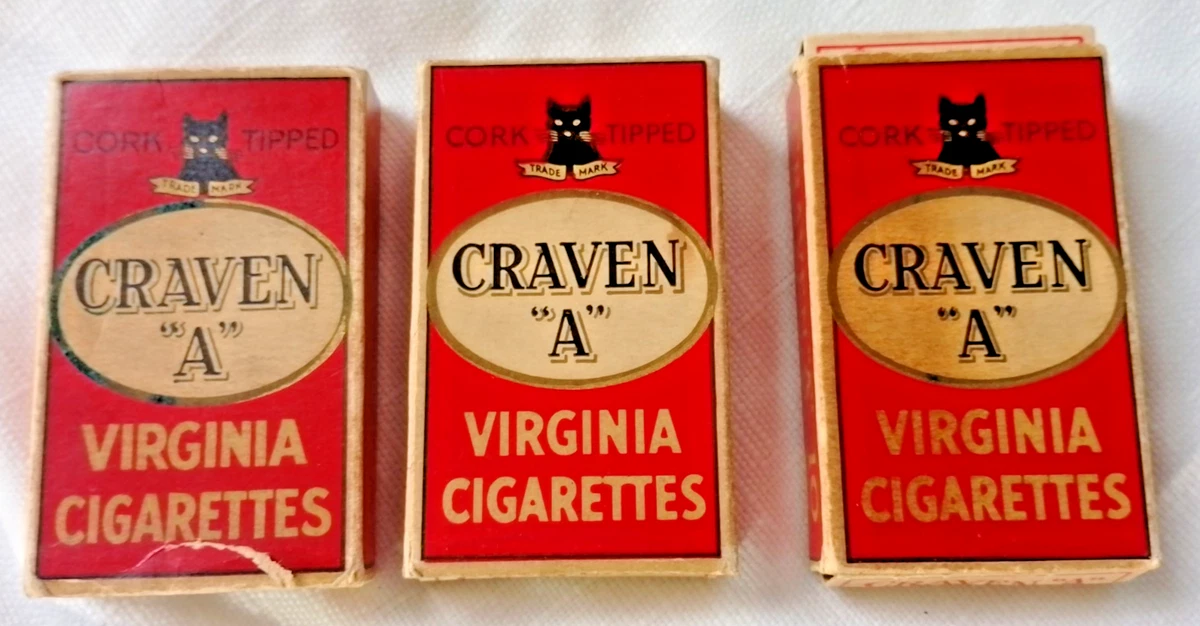 CORK TIPPED
TRADE MARK
CRAVEN
“A”
VIRGINIA
CIGARETTES
CORK TIPPED
TRADE MARK
CRAVEN
“A”
VIRGINIA
CIGARETTES
CORK TIPPED
TRADE MARK
CRAVEN
“A”
VIRGINIA
CIGARETTES
CRAVEN "A"